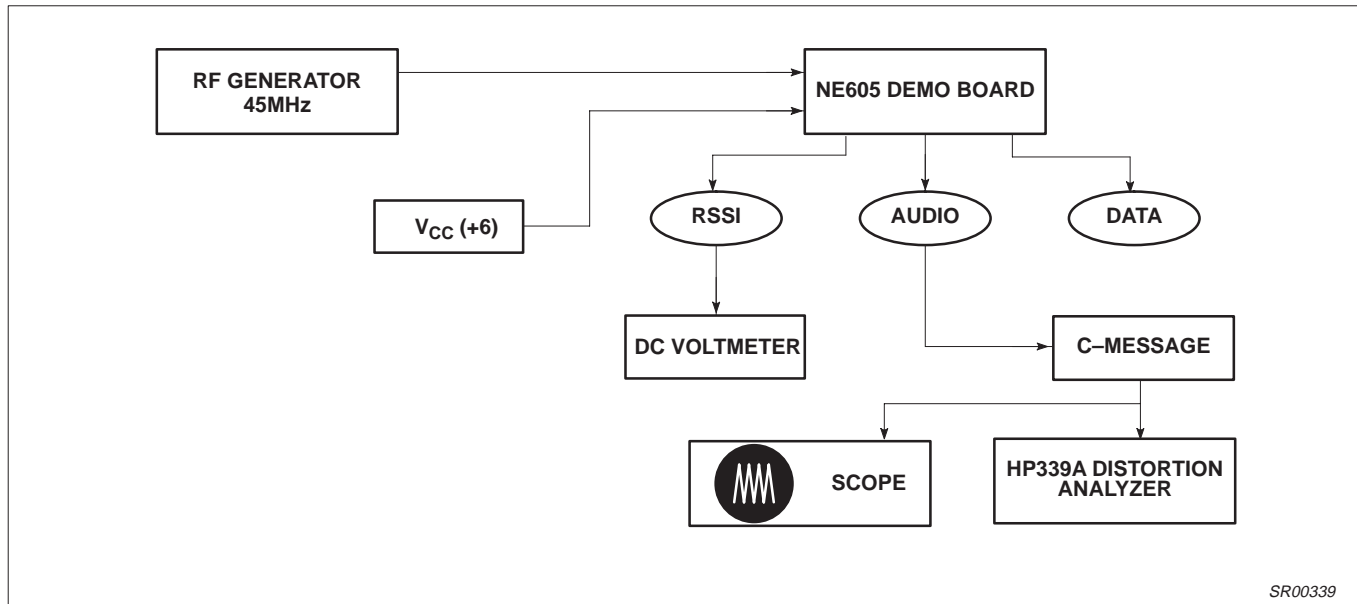 RF GENERATOR
45MHz
NE605 DEMO BOARD
VCC (+6)
RSSI
AUDIO
DATA
DC VOLTMETER
C–MESSAGE
SCOPE
HP339A DISTORTION
ANALYZER
SR00339